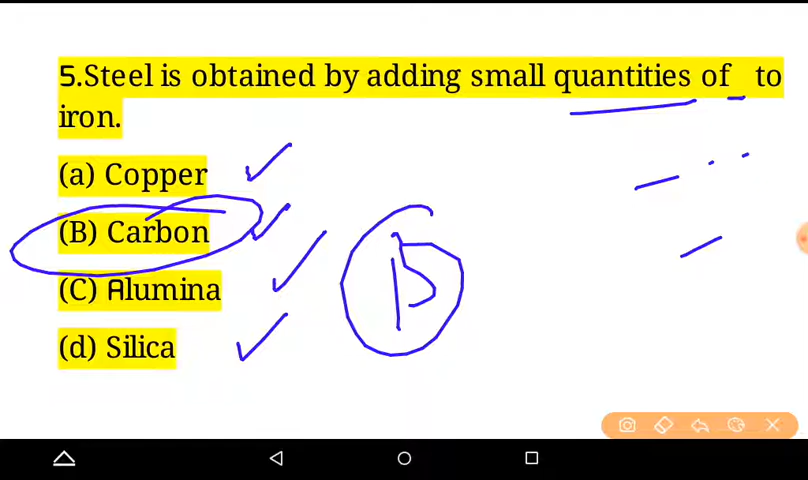 5.Steel is obtained by adding small quantities of _ to
iron.
(a) Copper
(B) Carbon
(C) Alumina
(d) Silica
B